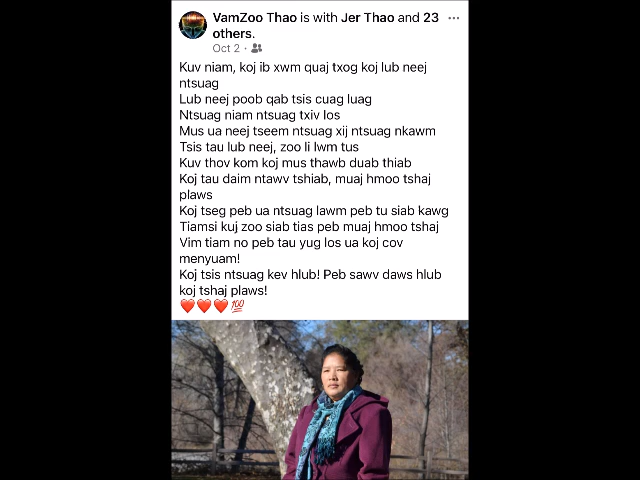 VamZoo Thao is with Jer Thao and 23
others.
Oct 2 ·
Kuv niam, koj ib xwm quaj txog koj lub neej
ntsuag
Lub neej poob qab tsis cuag luag
Ntsuag niam ntsuag txiv los
Mus ua neej tseem ntsuag xij ntsuag nkawm
Tsis tau lub neej, zoo li lwm tus
Kuv thov kom koj mus thawb duab thiab
Koj tau daim ntawv tshiab, muaj hmoo tshaj
plaws
Koj tseg peb ua ntsuag lawm peb tu siab kawg
Tiamsi kuj zoo siab tias peb muaj hmoo tshaj
Vim tiam no peb tau yug los ua koj cov
menyuam!
Koj tsis ntsuag kev hlub! Peb sawv daws hlub
koj tshaj plaws!
❤️❤️❤️💯